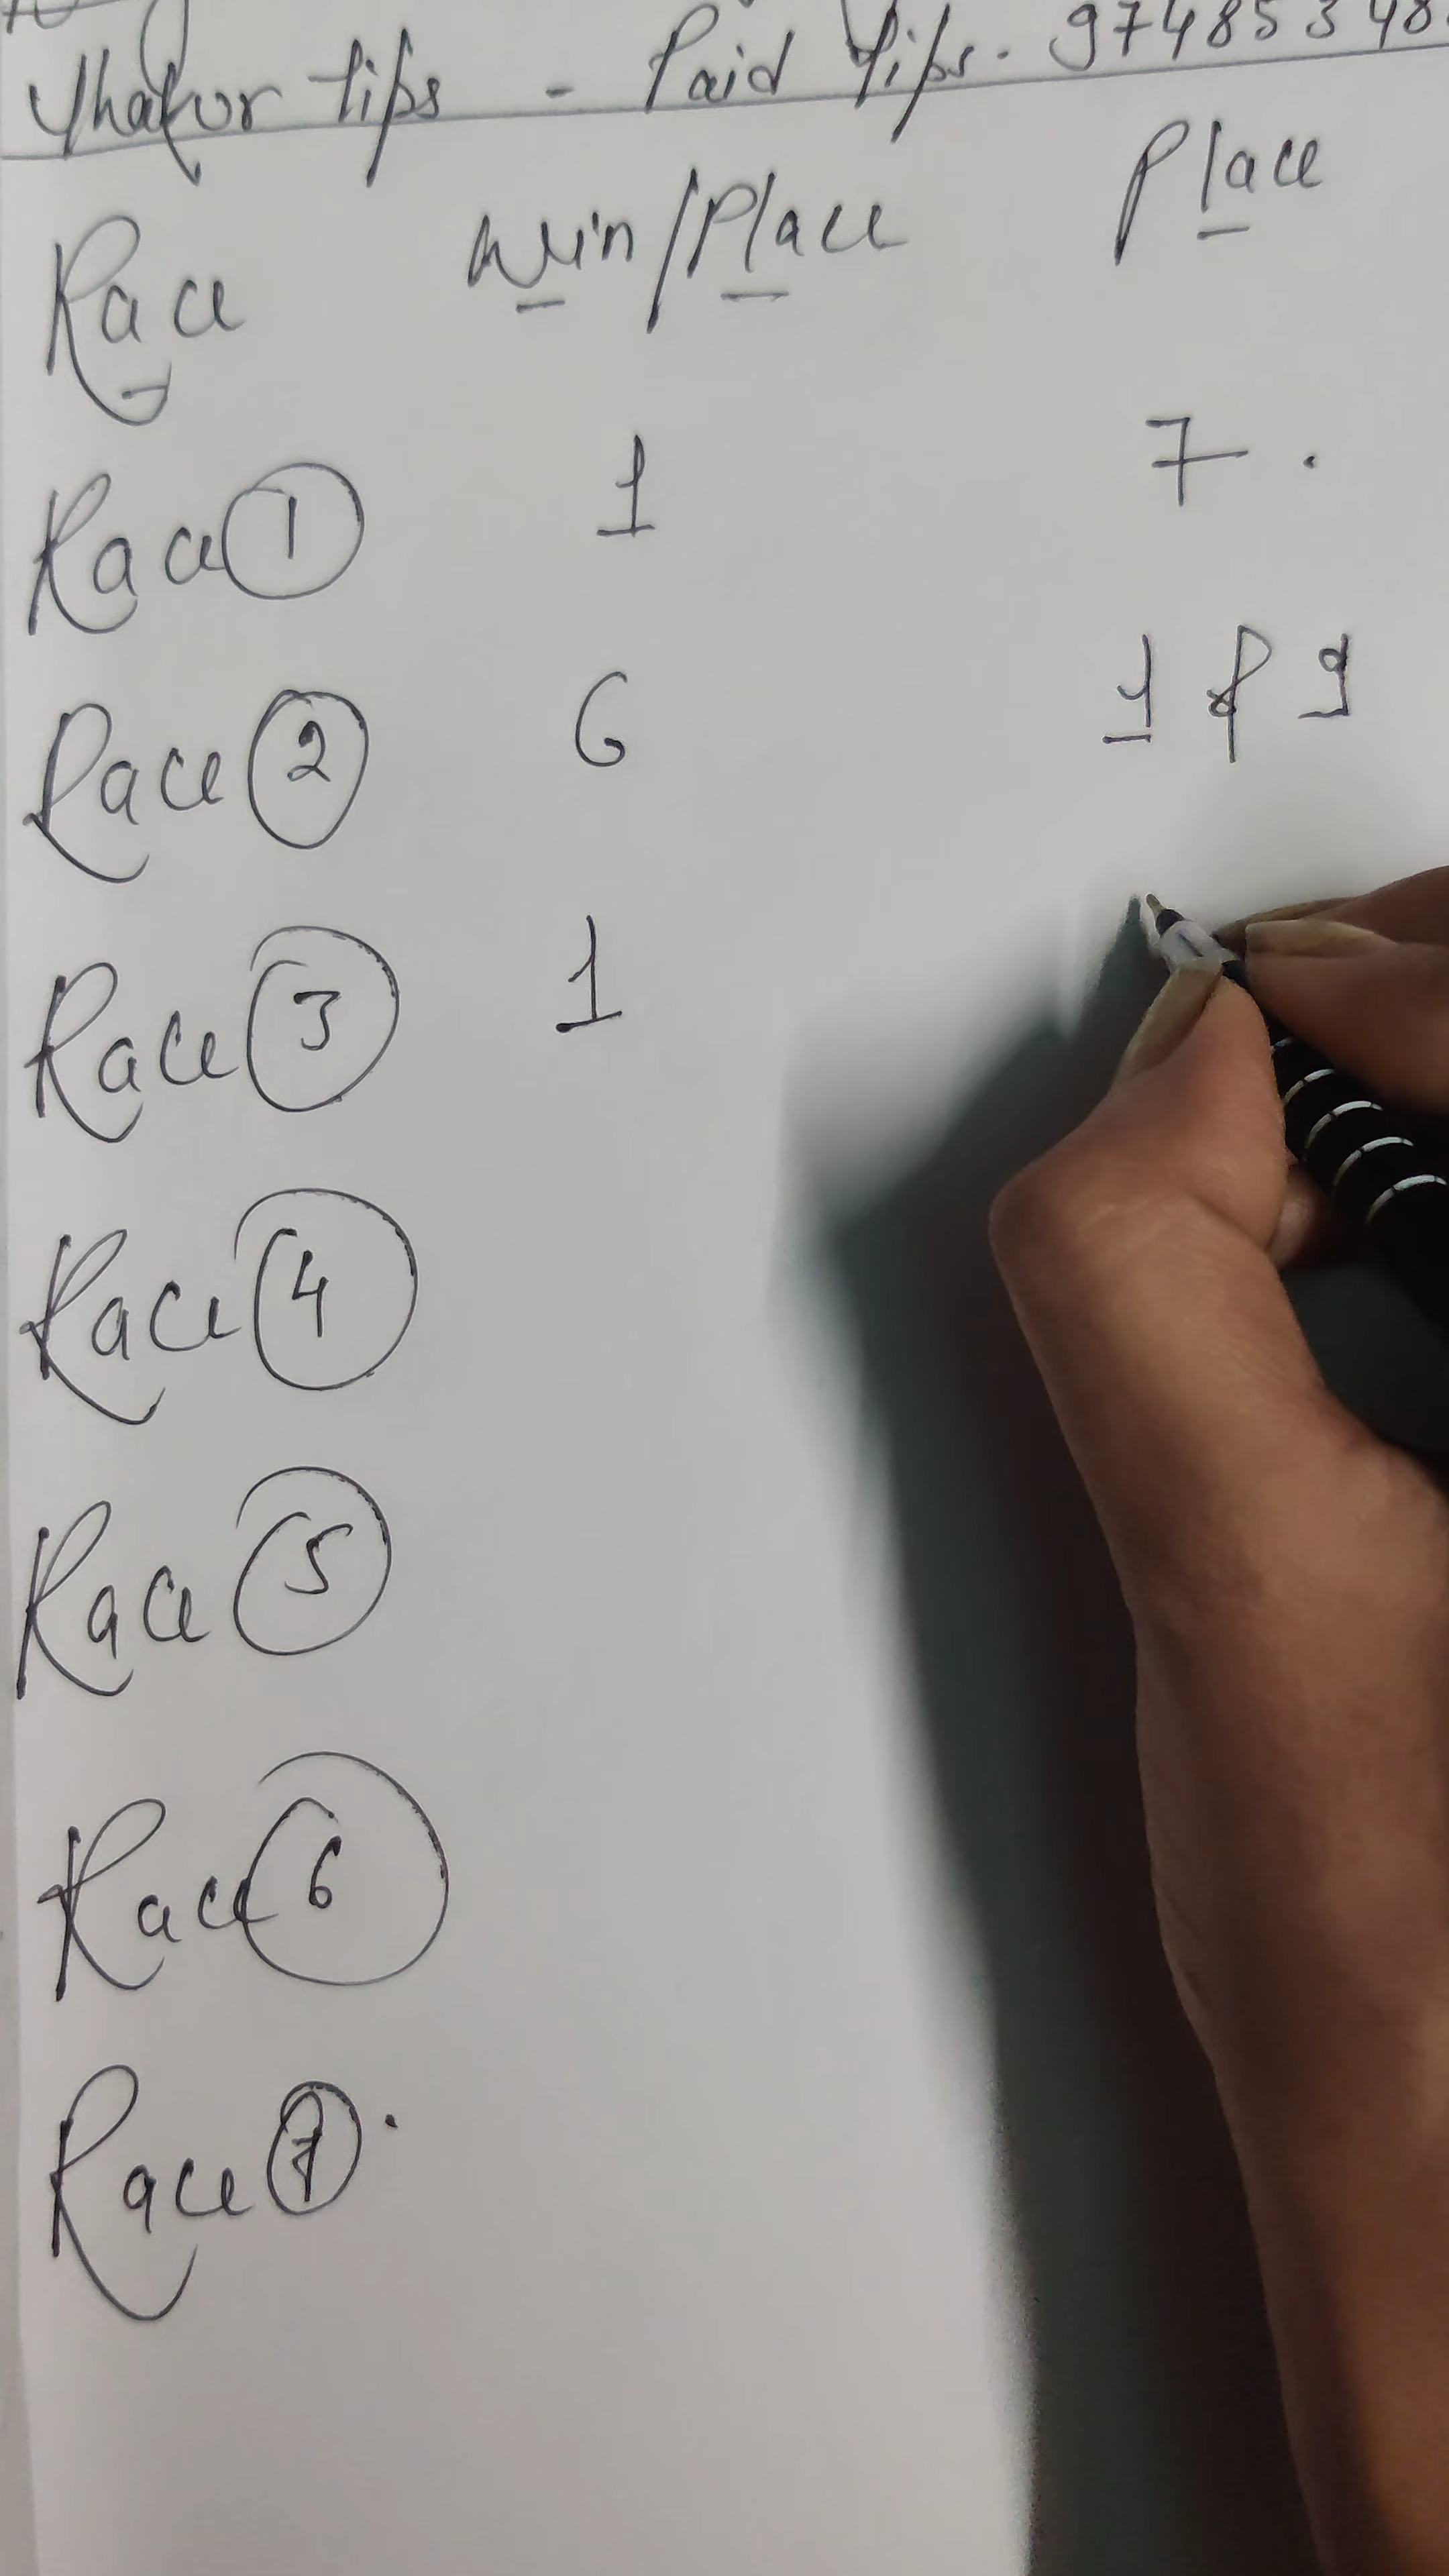 Thakur tips - Paid Tips. 97485348
Race Win/Place Place
Race 1 1 7.
Race 2 6 1 & 9
Race 3 1
Race 4
Race 5
Race 6
Race 7.